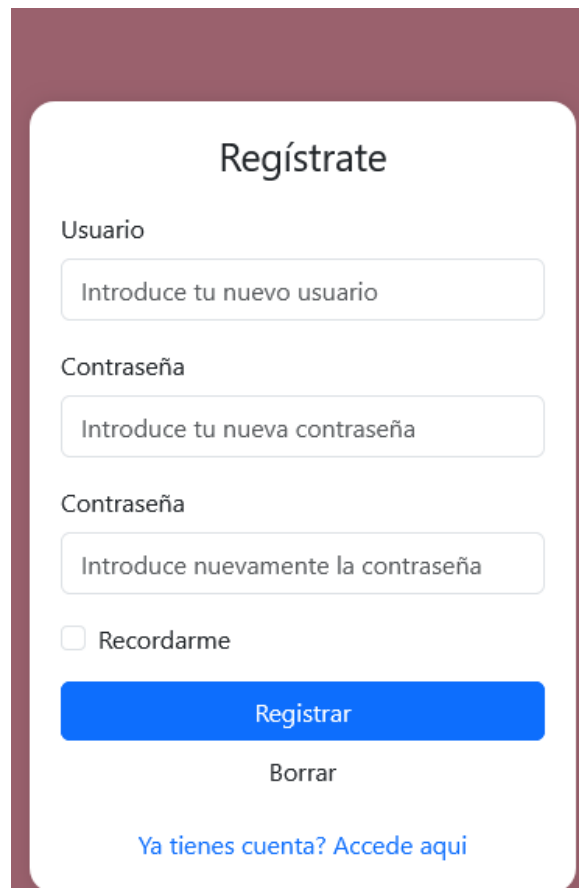 Regístrate
Usuario
Introduce tu nuevo usuario
Contraseña
Introduce tu nueva contraseña
Contraseña
Introduce nuevamente la contraseña
Recordarme
Registrar
Borrar
Ya tienes cuenta? Accede aqui